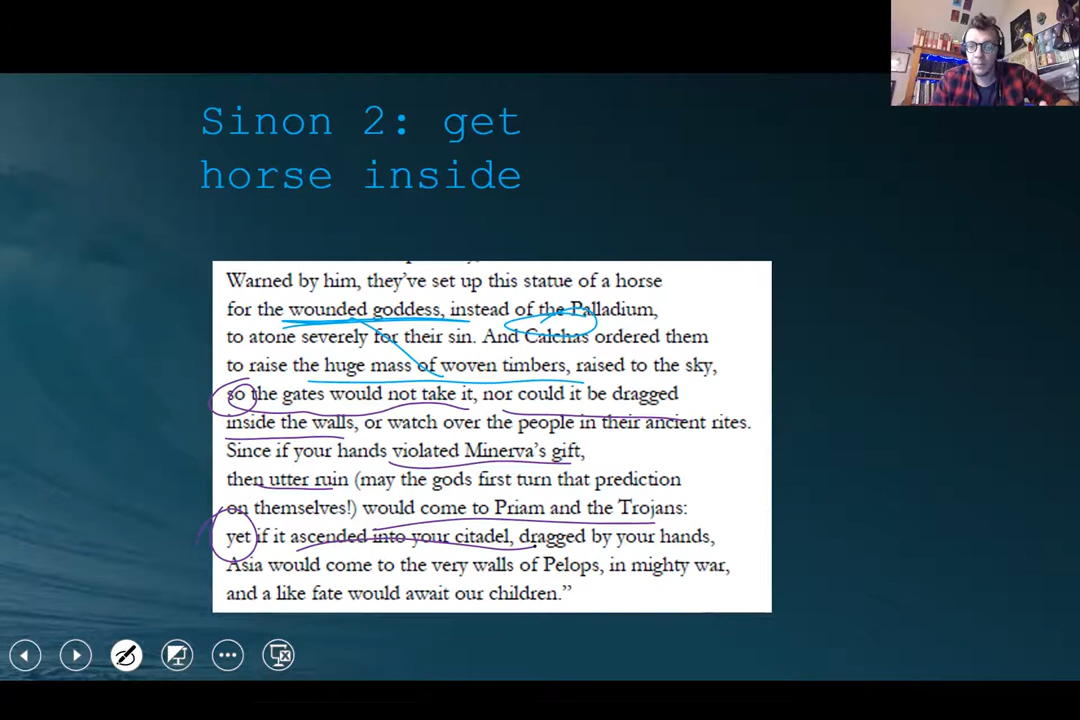 Sinon 2: get
horse inside
Warned by him, they've set up this statue of a horse
for the wounded goddess, instead of the Palladium,
to atone severely for their sin. And Calchas ordered them
to raise the huge mass of woven timbers, raised to the sky,
so the gates would not take it, nor could it be dragged
inside the walls, or watch over the people in their ancient rites.
Since if your hands violated Minerva's gift,
then utter ruin (may the gods first turn that prediction
on themselves!) would come to Priam and the Trojans:
yet if it ascended into your citadel, dragged by your hands,
Asia would come to the very walls of Pelops, in mighty war,
and a like fate would await our children."